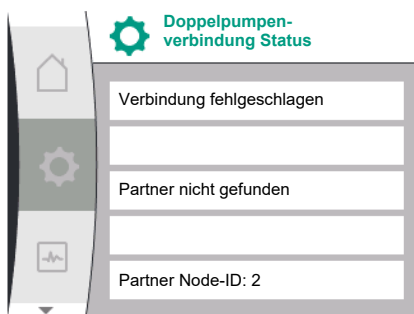 Doppelpumpen-
verbindung Status
Verbindung fehlgeschlagen
Partner nicht gefunden
Partner Node-ID: 2